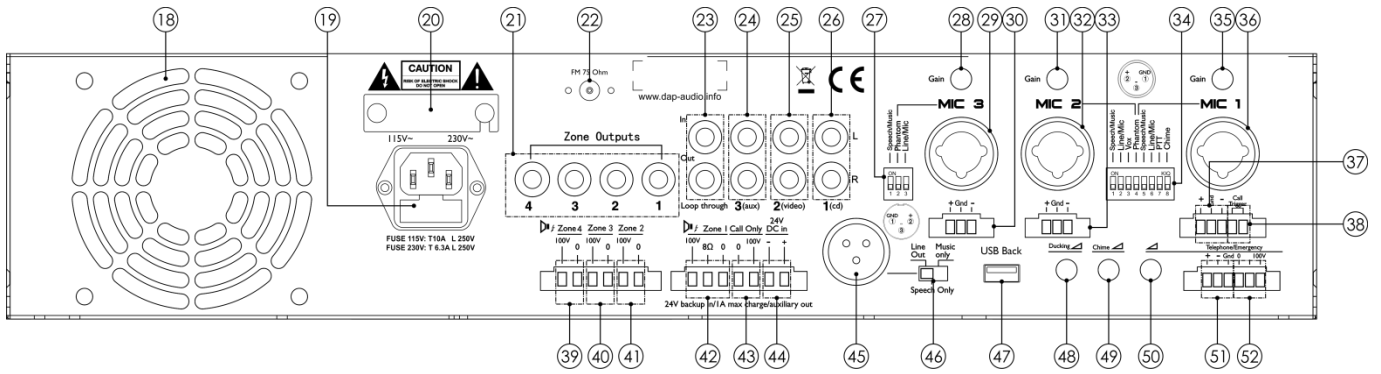 18 19 20 21 22 23 24 25 26 27 28 29 30 31 32 33 34 35 36
CAUTION
RISK OF ELECTRIC SHOCK
DO NOT OPEN
115V~ 230V~
FUSE 115V: T10A L 250V
FUSE 230V: T 6.3A L 250V
Zone Outputs
4 3 2 1
FM 75 Ohm
www.dap-audio.info
CE
In
Out
L
R
Loop through 3(aux) 2(video) 1(cd)
Zone 4 Zone 3 Zone 2
100V 0 100V 0 100V 0
Zone 1 Call Only 24V DC in
100V 8Ω 0 0 100V - +
24V backup in/1A max charge/auxiliary out
Speech/Music
Phantom
Line/Mic
ON
1 2 3
Gain
MIC 3
+ Gnd -
GND + -
1 2 3
Line Out
Music only
Speech Only
USB Back
Gain
MIC 2
+ Gnd -
+ GND -
2 1 3
Speech/Music
Line/Mic
Vox
Phantom
Speech/Music
Line/Mic
PTT
Chime
ON
1 2 3 4 5 6 7 8
Gain
MIC 1
+ - Gnd
Call Trigger
Ducking
Chime
Telephone/Emergency
+ - Gnd 0 100V
37
38
39 40 41 42 43 44 45 46 47 48 49 50 51 52